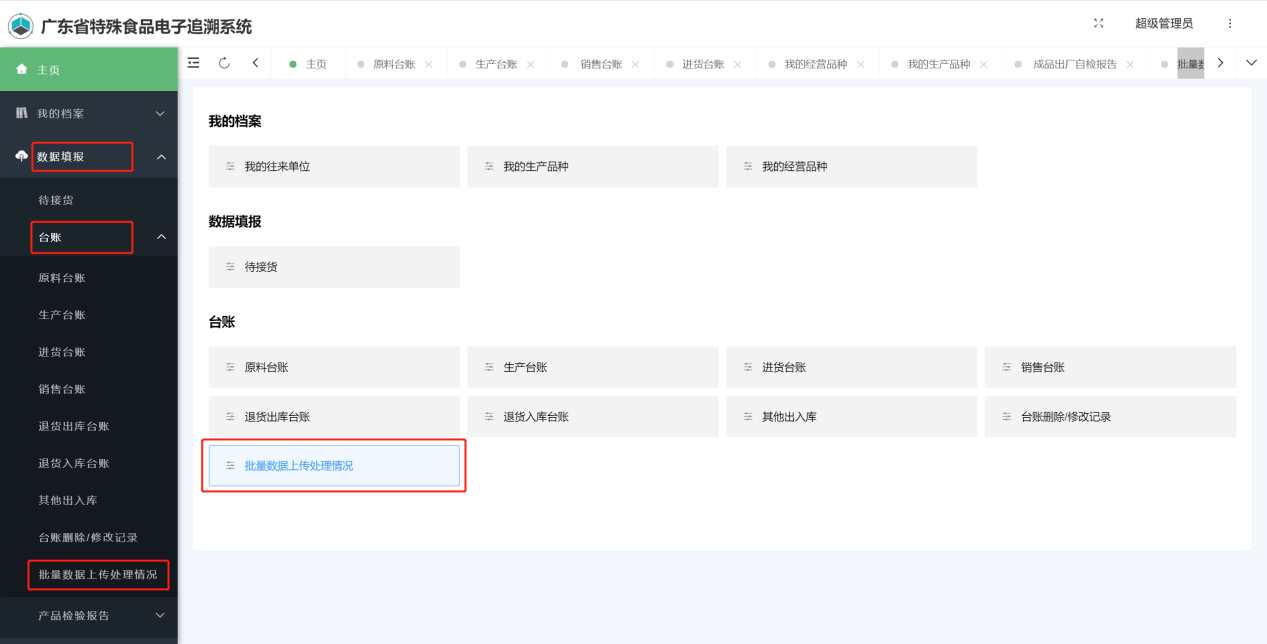 广东省特殊食品电子追溯系统
超级管理员
主页
我的档案
数据填报
待接货
台账
原料台账
生产台账
进货台账
销售台账
退货出库台账
退货入库台账
其他出入库
台账删除/修改记录
批量数据上传处理情况
产品检验报告
主页 原料台账 生产台账 销售台账 进货台账 我的经营品种 我的生产品种 成品出厂自检报告 批量
我的档案
我的往来单位 我的生产品种 我的经营品种
数据填报
待接货
台账
原料台账 生产台账 进货台账 销售台账
退货出库台账 退货入库台账 其他出入库 台账删除/修改记录
批量数据上传处理情况